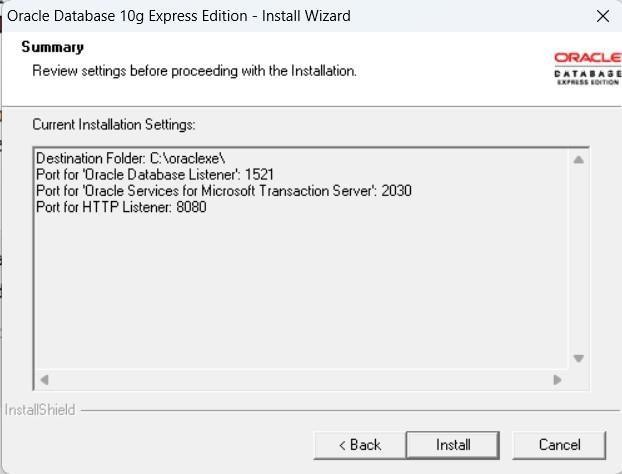 Oracle Database 10g Express Edition - Install Wizard
Summary
Review settings before proceeding with the Installation.
ORACLE
DATABASE
EXPRESS EDITION
Current Installation Settings:
Destination Folder: C:\oraclexe\
Port for 'Oracle Database Listener': 1521
Port for 'Oracle Services for Microsoft Transaction Server': 2030
Port for HTTP Listener: 8080
InstallShield
< Back
Install
Cancel